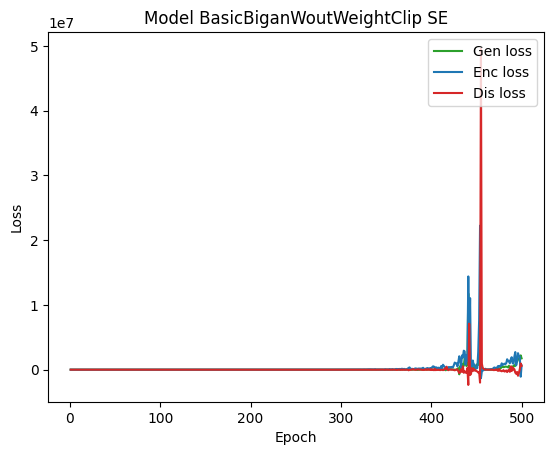 Model BasicBiganWoutWeightClip SE
1e7
Gen loss
Enc loss
Dis loss
5
4
3
2
1
0
Loss
0 100 200 300 400 500
Epoch